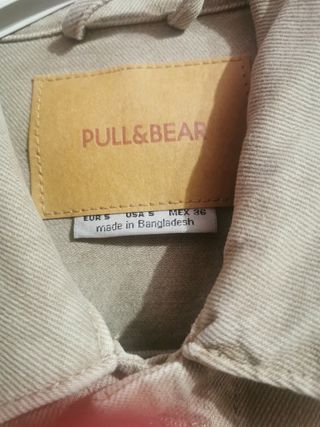 PULL&BEAR
EUR S USA S MEX 36
made in Bangladesh